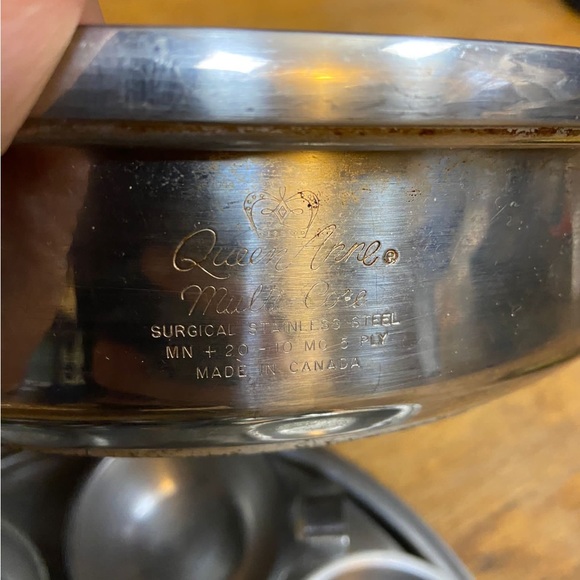 Queen Anne®
Multi-Core
SURGICAL STAINLESS STEEL
MN + 20 - 10 MO 5 PLY
MADE IN CANADA